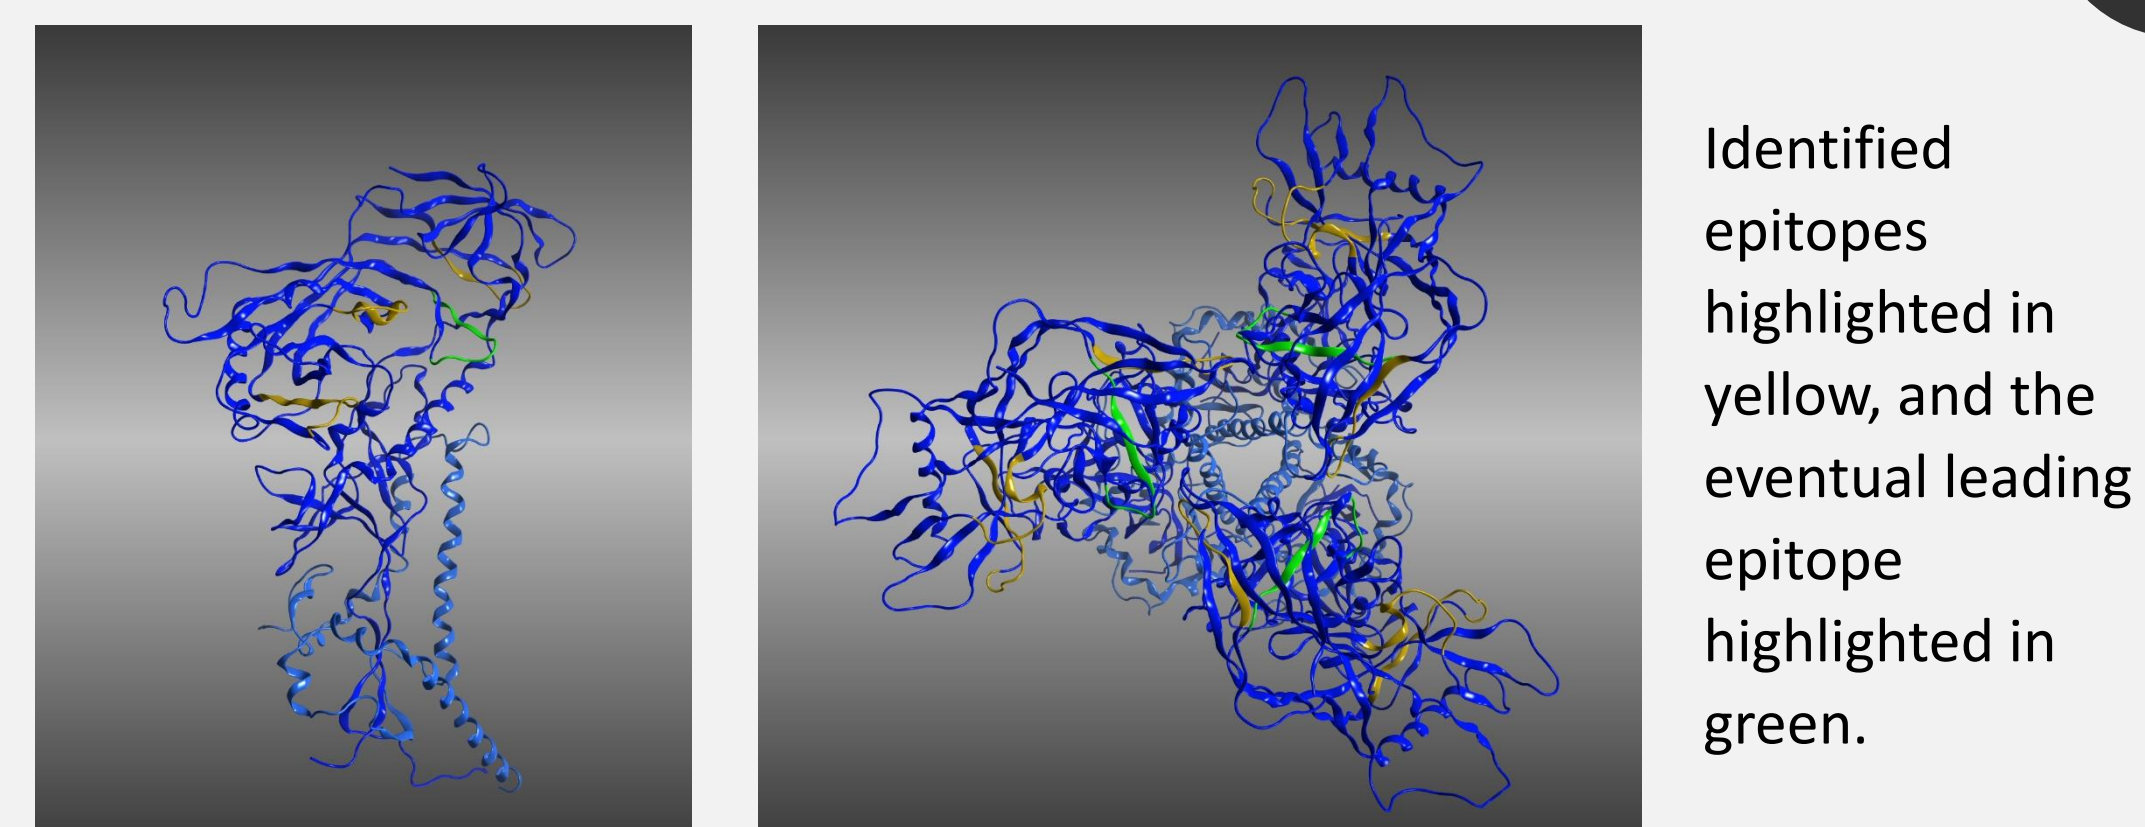 Identified
epitopes
highlighted in
yellow, and the
eventual leading
epitope
highlighted in
green.